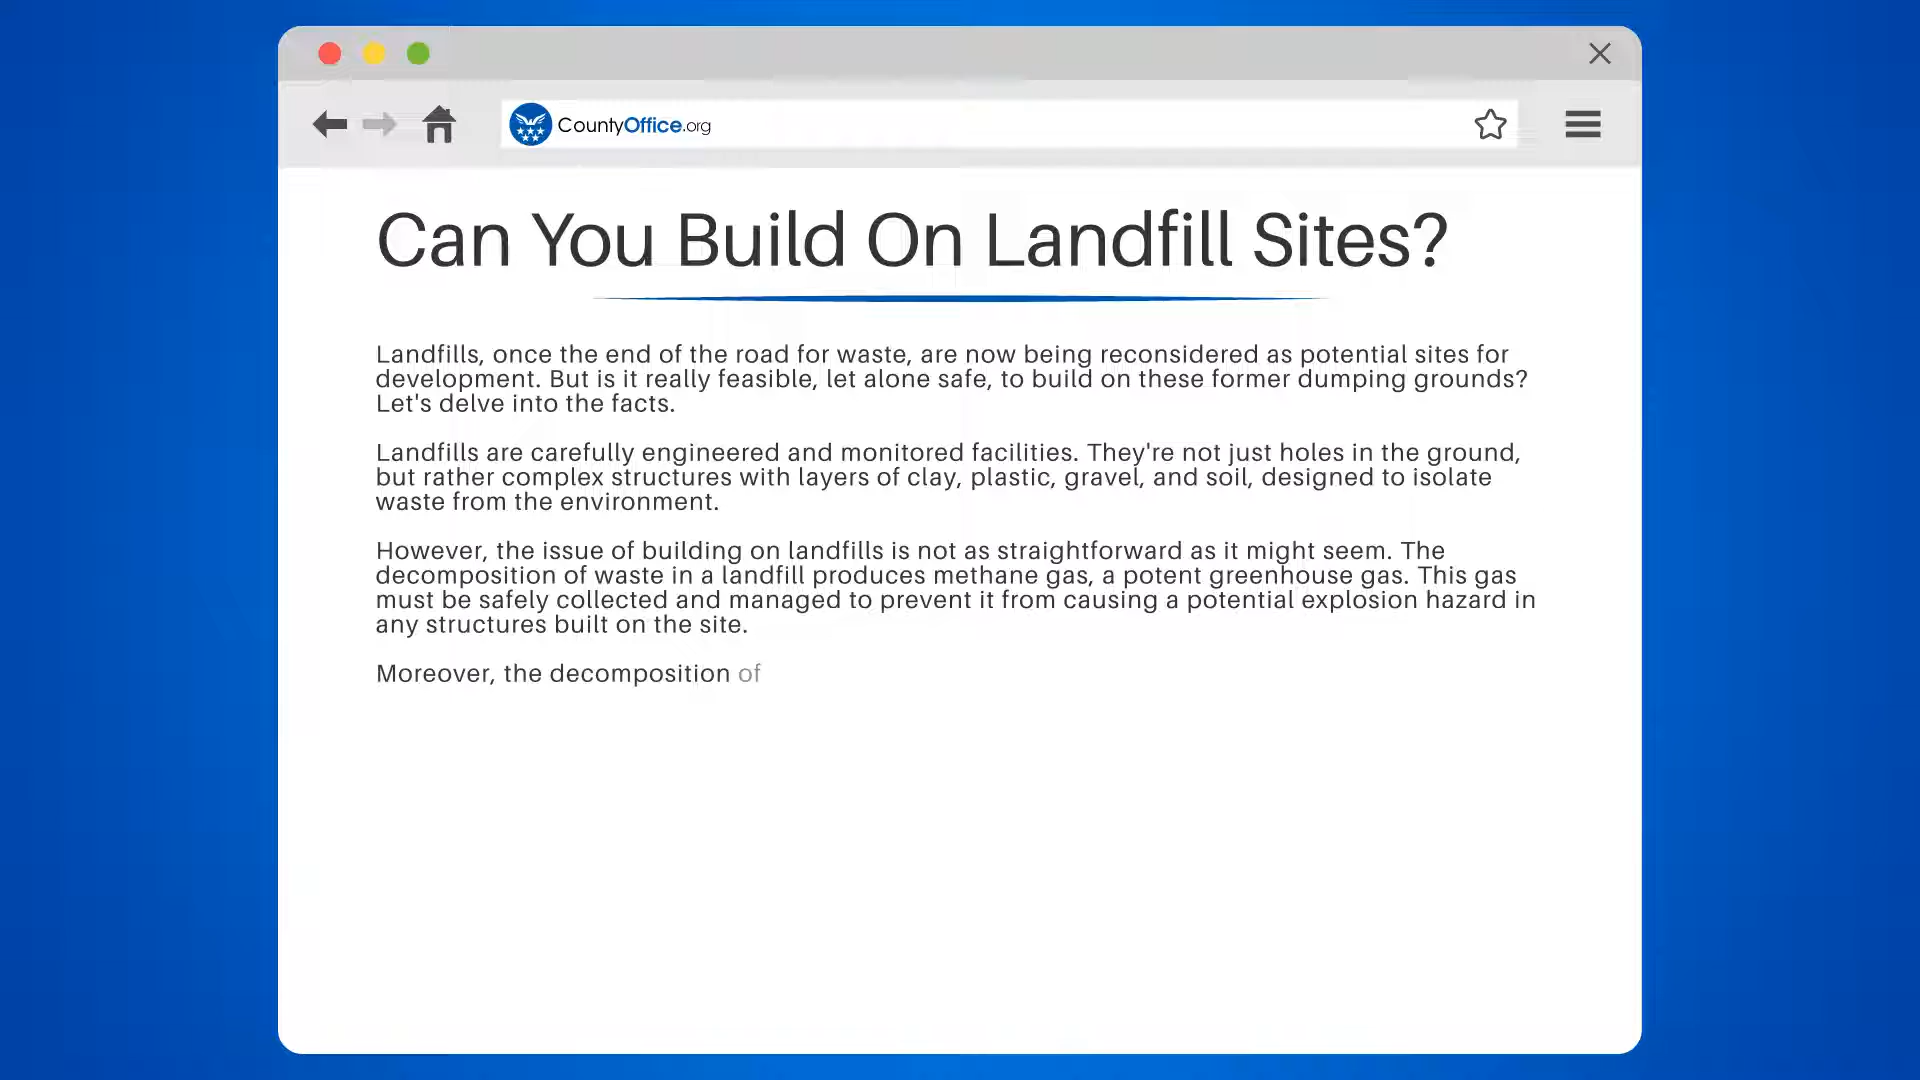 CountyOffice.org
Can You Build On Landfill Sites?
Landfills, once the end of the road for waste, are now being reconsidered as potential sites for
development. But is it really feasible, let alone safe, to build on these former dumping grounds?
Let's delve into the facts.
Landfills are carefully engineered and monitored facilities. They're not just holes in the ground,
but rather complex structures with layers of clay, plastic, gravel, and soil, designed to isolate
waste from the environment.
However, the issue of building on landfills is not as straightforward as it might seem. The
decomposition of waste in a landfill produces methane gas, a potent greenhouse gas. This gas
must be safely collected and managed to prevent it from causing a potential explosion hazard in
any structures built on the site.
Moreover, the decomposition of